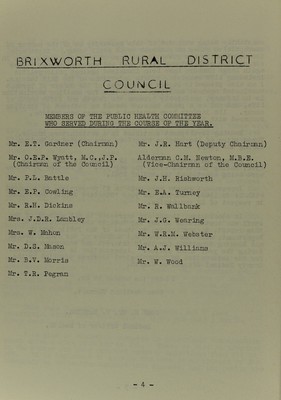 BRIXWORTH RURAL DISTRICT
COUNCIL
MEMBERS OF THE PUBLIC HEALTH COMMITTEE
WHO SERVED DURING THE COURSE OF THE YEAR.
Mr. E.T. Gardner (Chairman)
Mr. O.E.P. Wyatt, M.C.,J.P.
(Chairman of the Council)
Mr. P.L. Battle
Mr. E.P. Cowling
Mr. R.H. Dickins
Mrs. J.D.R. Lambley
Mrs. W. Mahon
Mr. D.S. Mason
Mr. B.V. Morris
Mr. T.R. Pegran
Mr. J.R. Hart (Deputy Chairman)
Alderman C.M. Newton, M.B.E.
(Vice-Chairman of the Council)
Mr. J.H. Rishworth
Mr. E.A. Turney
Mr. R. Wallbank
Mr. J.G. Wearing
Mr. W.R.M. Webster
Mr. A.J. Williams
Mr. W. Wood
- 4 -